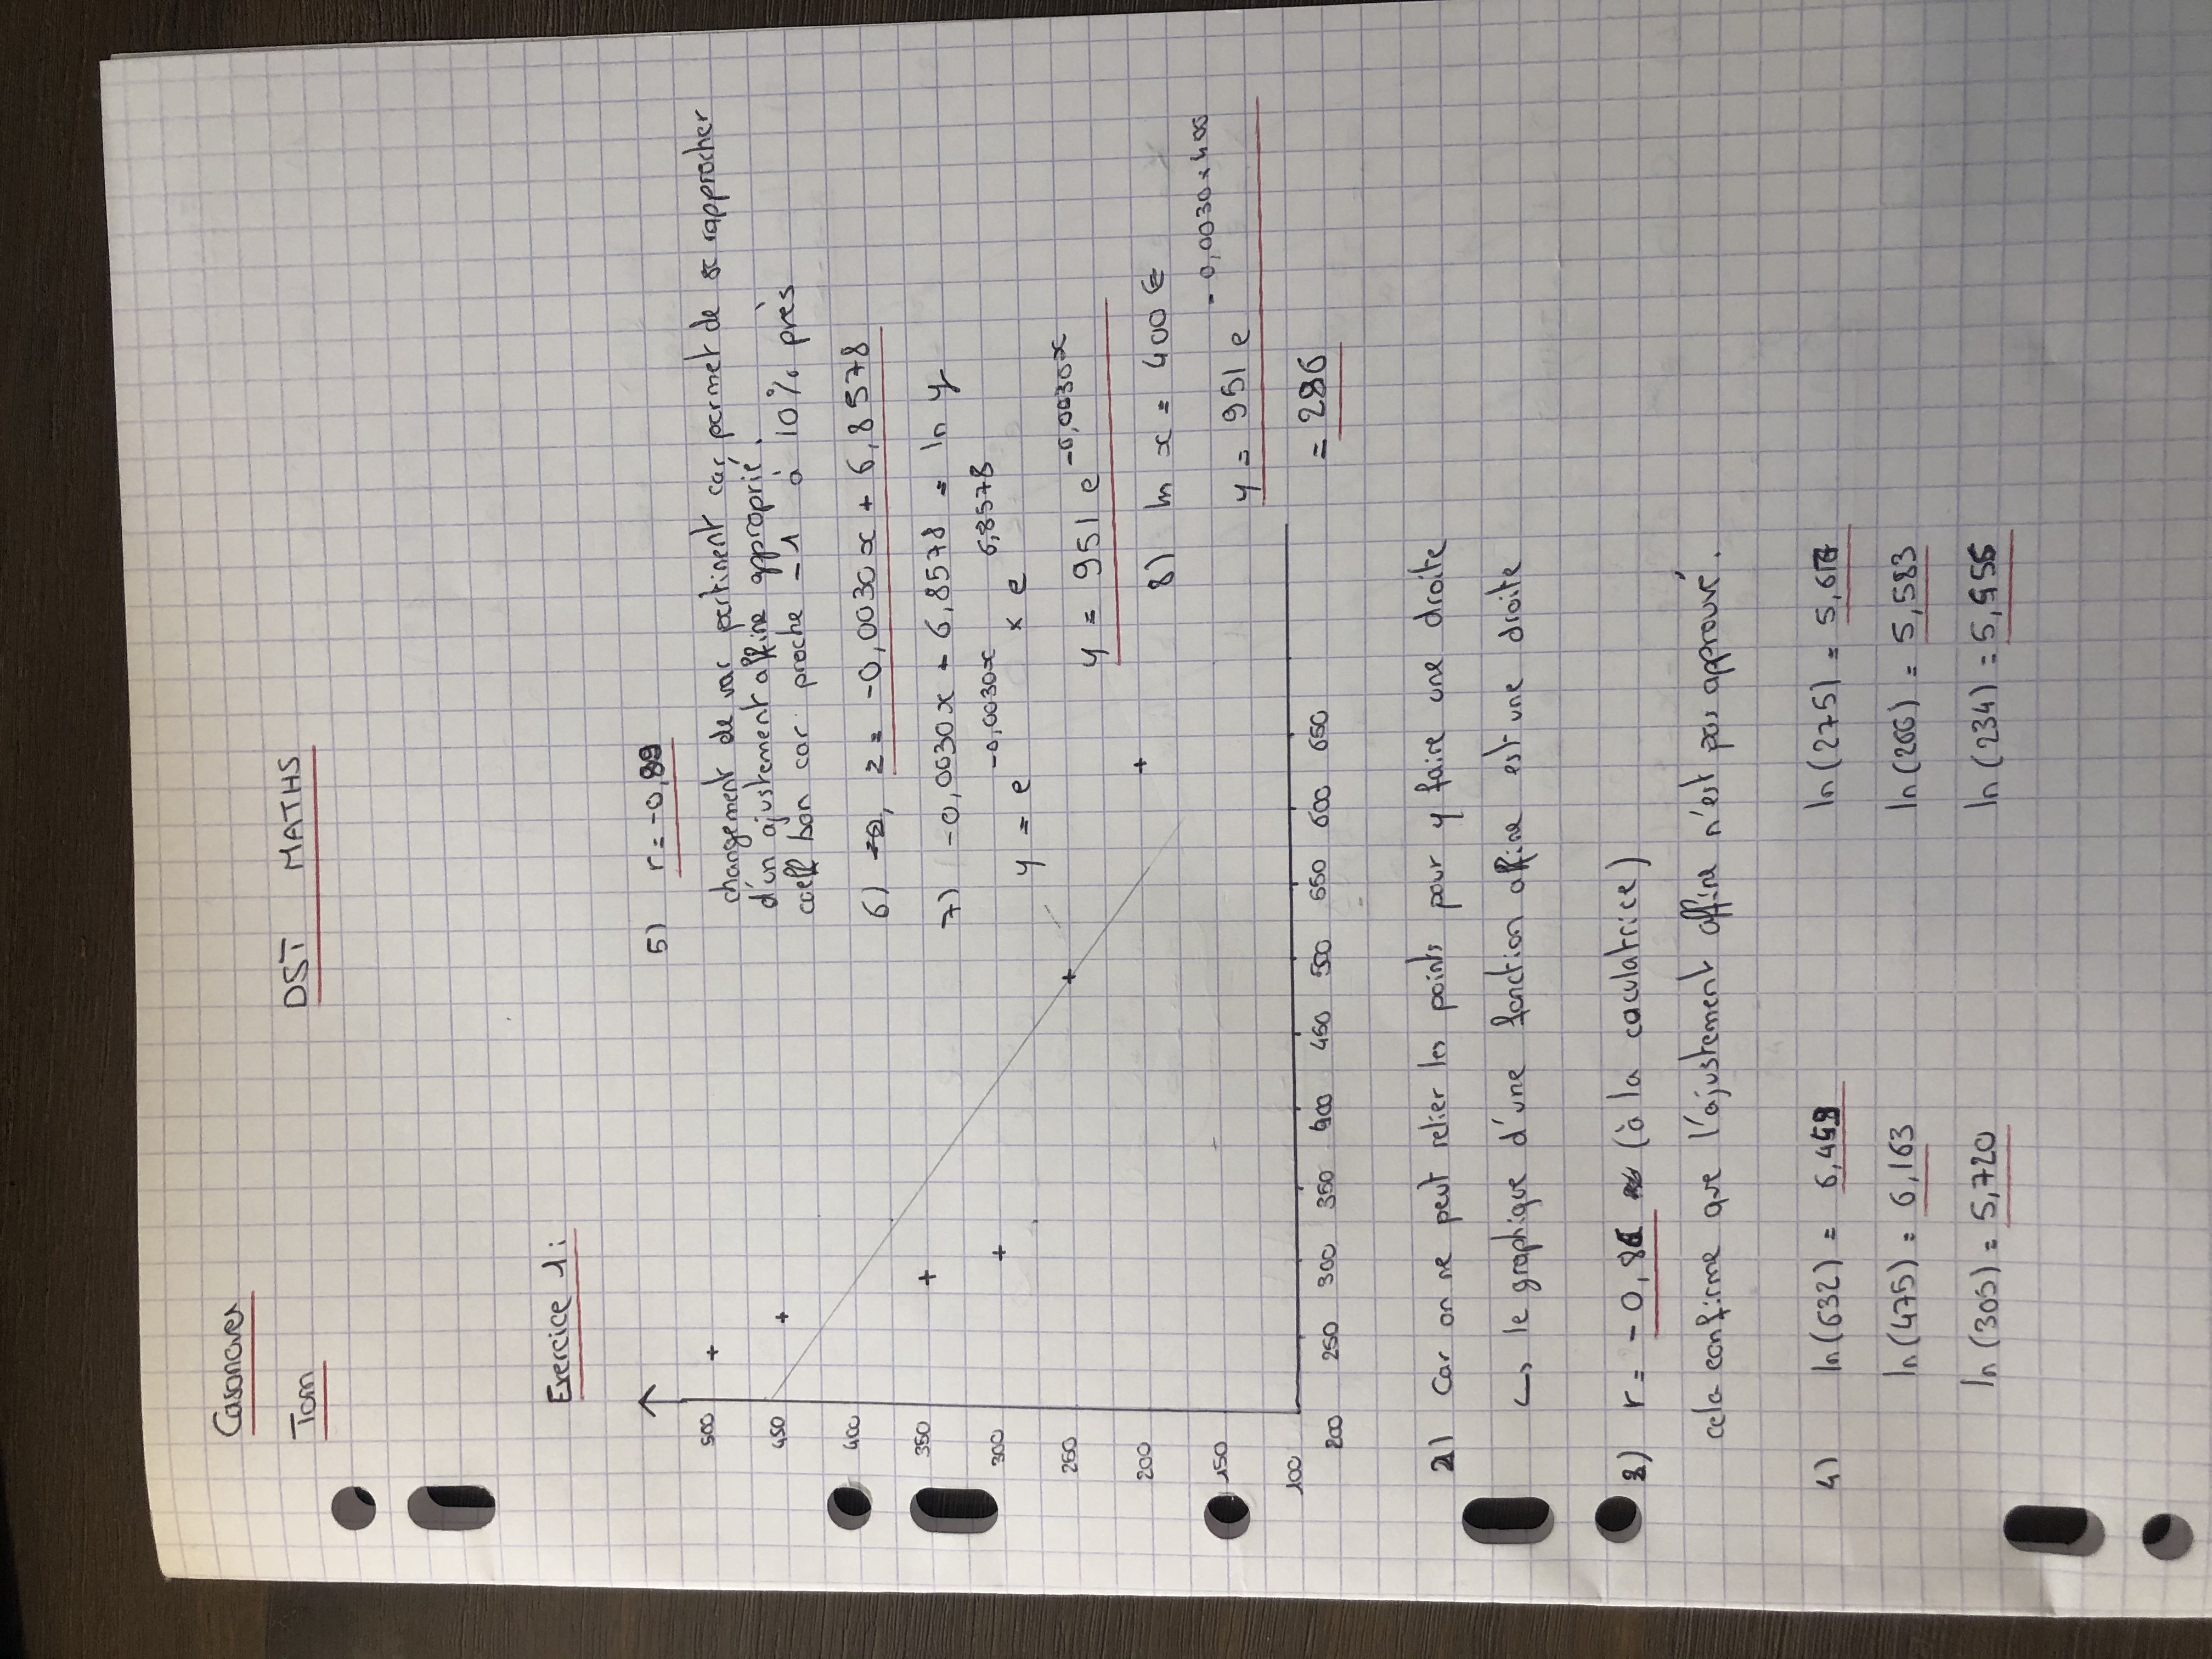 Casanova
Tom
DST MATHS
Exercice 1:
500
450
400
350
300
250
200
150
100
200 250 300 350 400 450 500 550 600 650
5) r = -0,89
changement de var pertinent car permet de se rapprocher
d'un ajustement affine approprié.
coeff bon car proche -1 à 10% près
6) z = -0,0030x + 6,8578
7) -0,0030x + 6,8578 = ln y
y = e^-0,0030x × e^6,8578
y = 951 e^-0,0030x
8) ln x = 400 €
y = 951 e^-0,0030×400
= 286
2) Car on ne peut relier les points pour y faire une droite
↳ le graphique d'une fonction affine est une droite
3) r = -0,86 (à la caculatrice)
cela confirme que l'ajustement affine n'est pas approuvé.
4) ln(632) = 6,449
ln(475) = 6,163
ln(305) = 5,720
ln(275) = 5,617
ln(266) = 5,583
ln(234) = 5,455